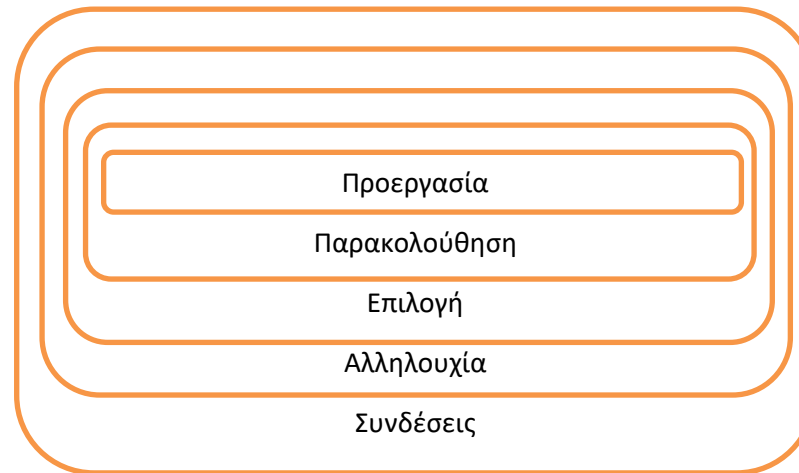 Προεργασία
Παρακολούθηση
Επιλογή
Αλληλουχία
Συνδέσεις